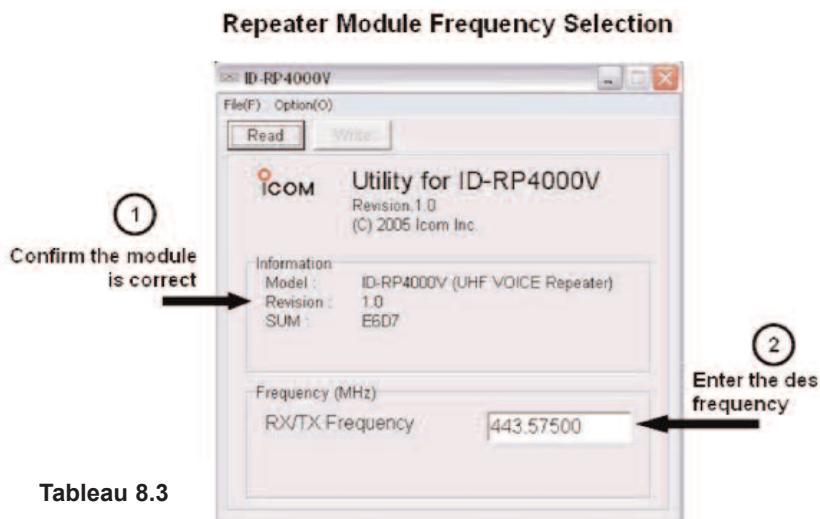 Repeater Module Frequency Selection
ID-RP4000V
File(F) Option(O)
Read Write
ICOM
Utility for ID-RP4000V
Revision.1.0
(C) 2005 Icom Inc.
1
Confirm the module
is correct
Information
Model : ID-RP4000V (UHF VOICE Repeater)
Revision : 1.0
SUM : E6D7
2
Enter the des
frequency
Frequency (MHz)
RX/TX Frequency 443.57500
Tableau 8.3